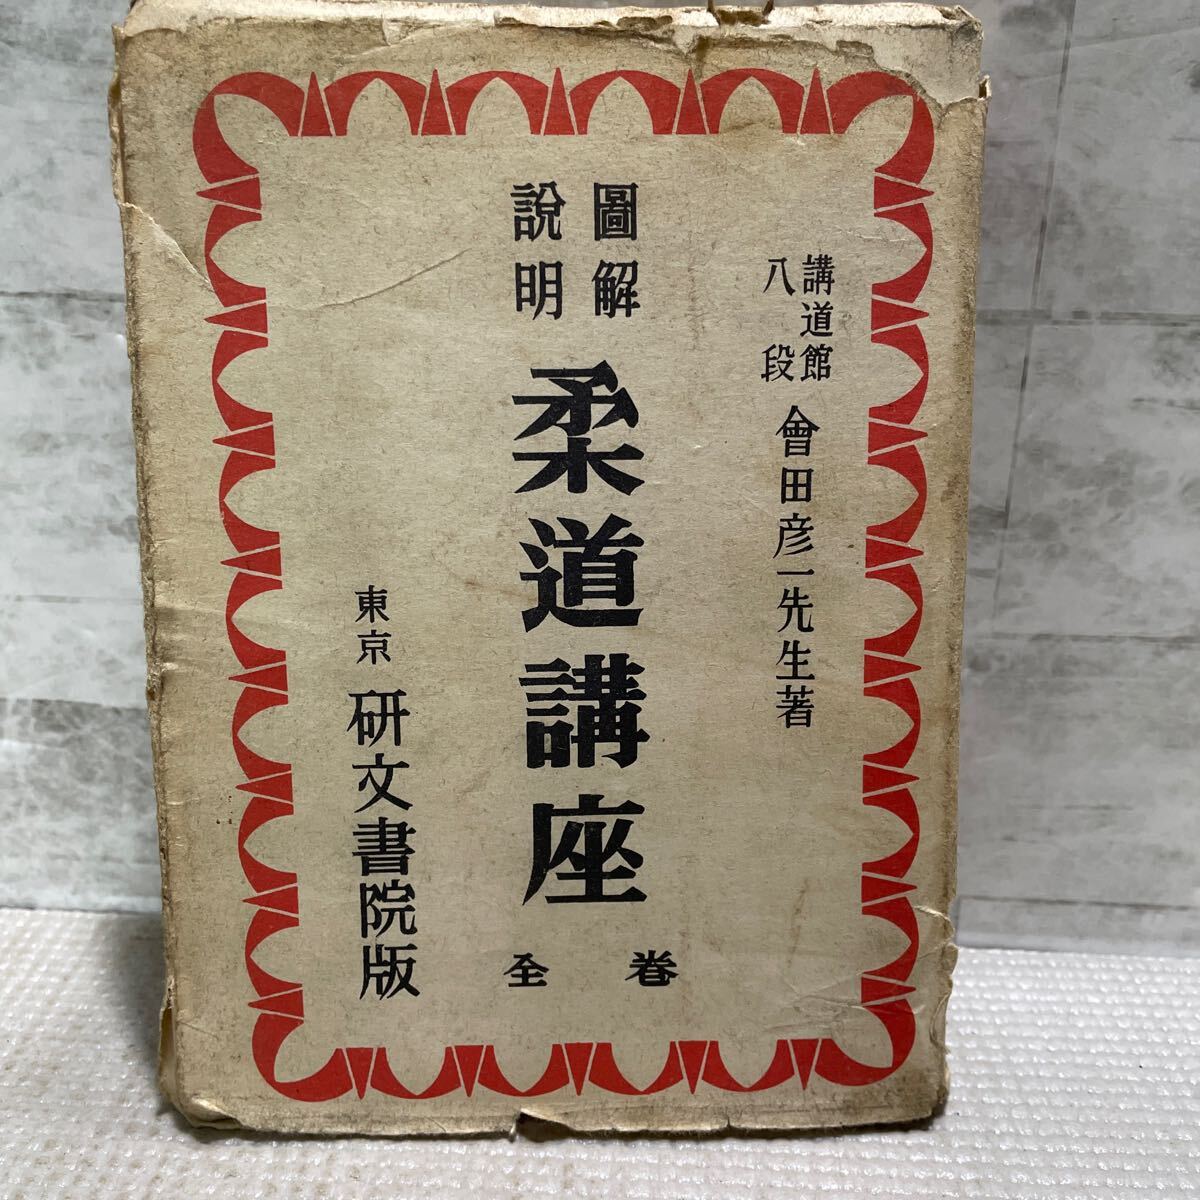 講道館
八段
會田彦一先生著
圖解
說明
柔道講座
全巻
東京 研文書院版